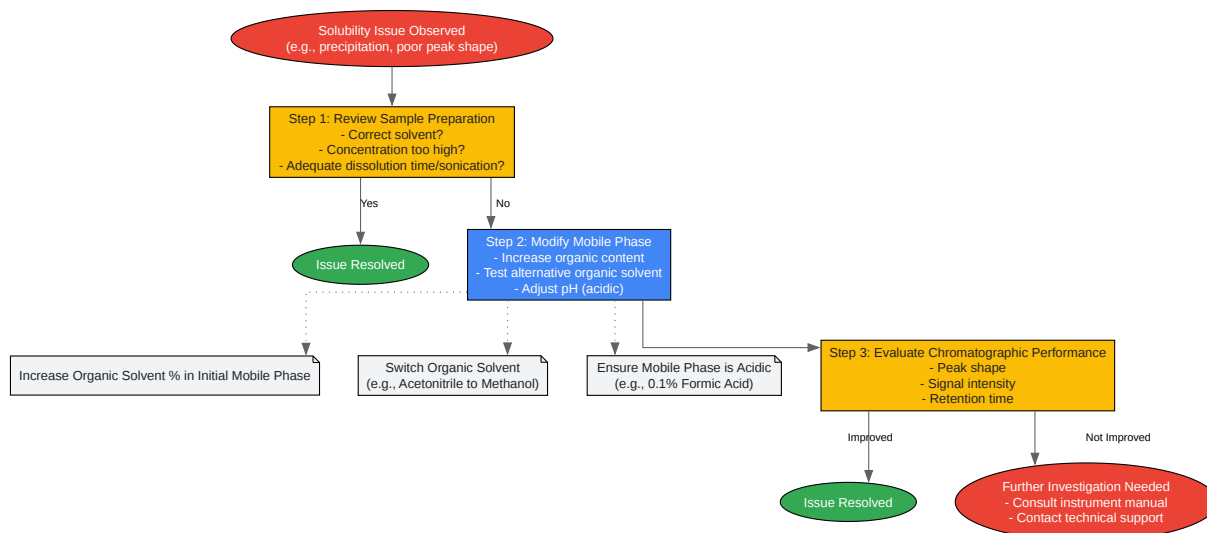 Solubility Issue Observed
(e.g., precipitation, poor peak shape)
Step 1: Review Sample Preparation
- Correct solvent?
- Concentration too high?
- Adequate dissolution time/sonication?
Yes
No
Issue Resolved
Step 2: Modify Mobile Phase
- Increase organic content
- Test alternative organic solvent
- Adjust pH (acidic)
Increase Organic Solvent % in Initial Mobile Phase
Switch Organic Solvent
(e.g., Acetonitrile to Methanol)
Ensure Mobile Phase is Acidic
(e.g., 0.1% Formic Acid)
Step 3: Evaluate Chromatographic Performance
- Peak shape
- Signal intensity
- Retention time
Improved
Not Improved
Issue Resolved
Further Investigation Needed
- Consult instrument manual
- Contact technical support